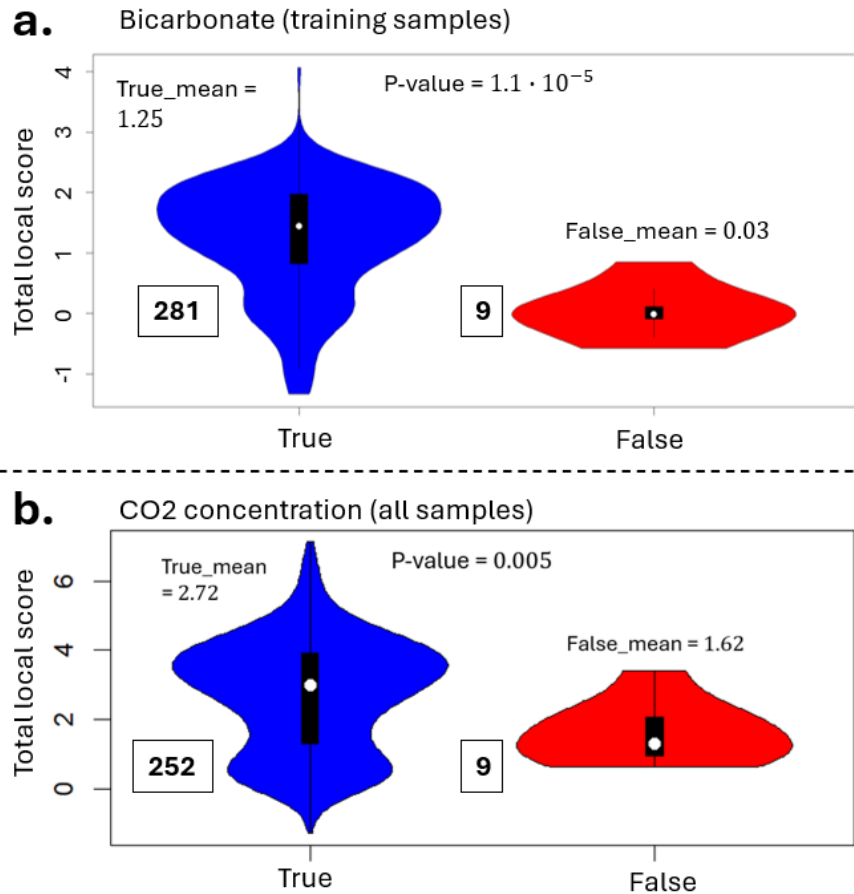 a.
Bicarbonate (training samples)
True_mean =
1.25
P-value = 1.1 · 10⁻⁵
False_mean = 0.03
Total local score
4
3
2
1
0
-1
281
9
True
False
b.
CO2 concentration (all samples)
True_mean
= 2.72
P-value = 0.005
False_mean = 1.62
Total local score
6
4
2
0
252
9
True
False